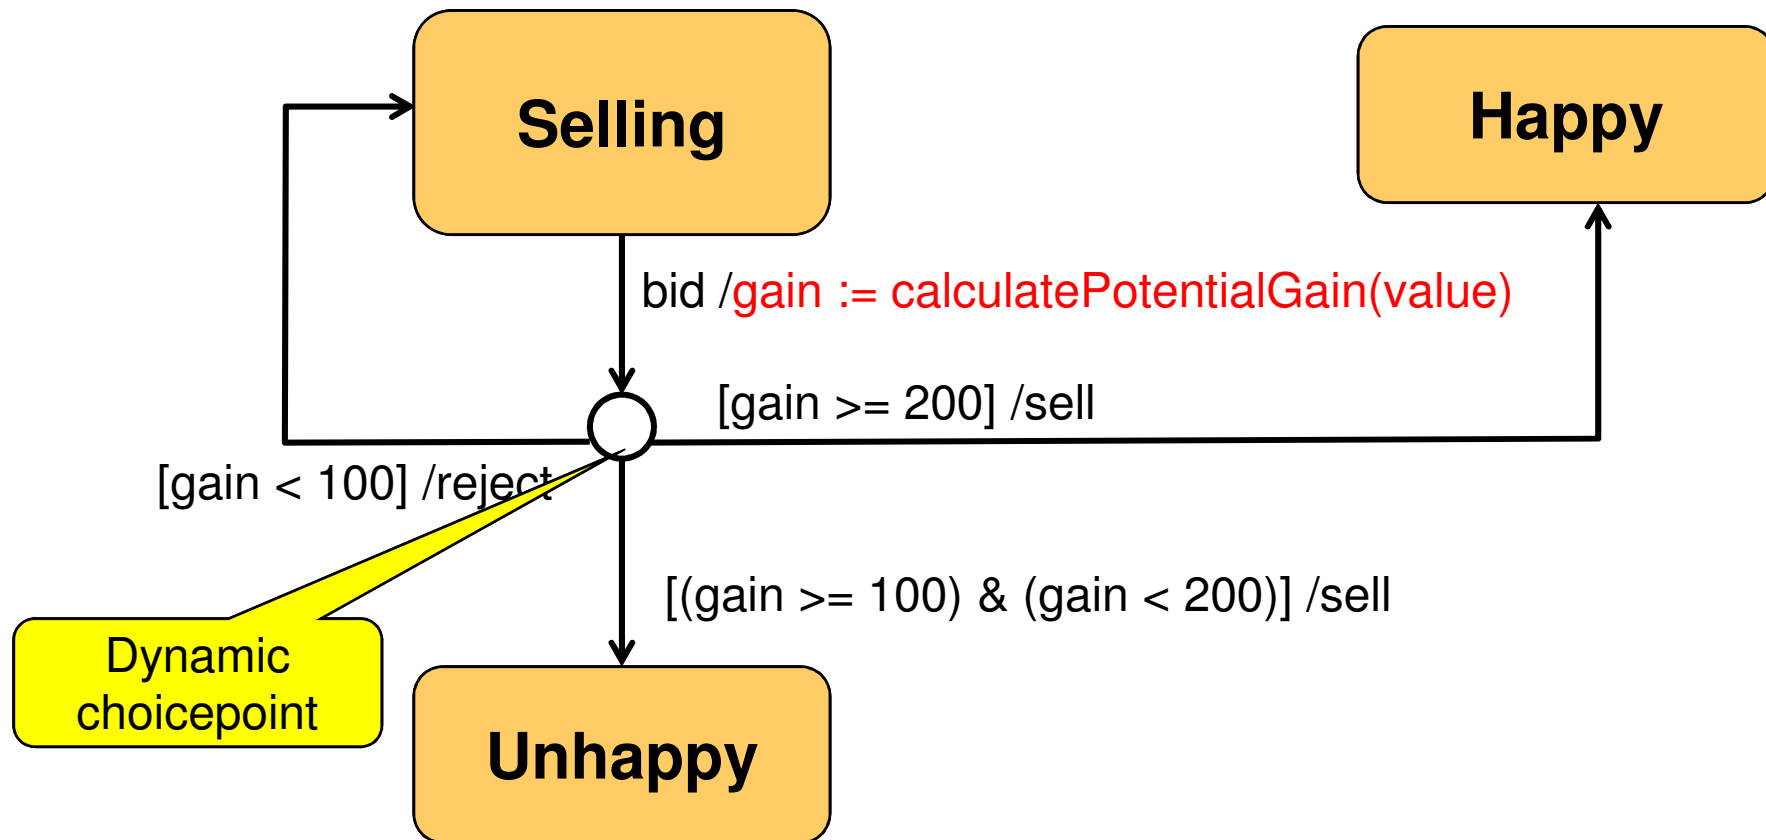 Selling
Happy
bid /gain := calculatePotentialGain(value)
[gain >= 200] /sell
[gain < 100] /reject
[(gain >= 100) & (gain < 200)] /sell
Dynamic
choicepoint
Unhappy